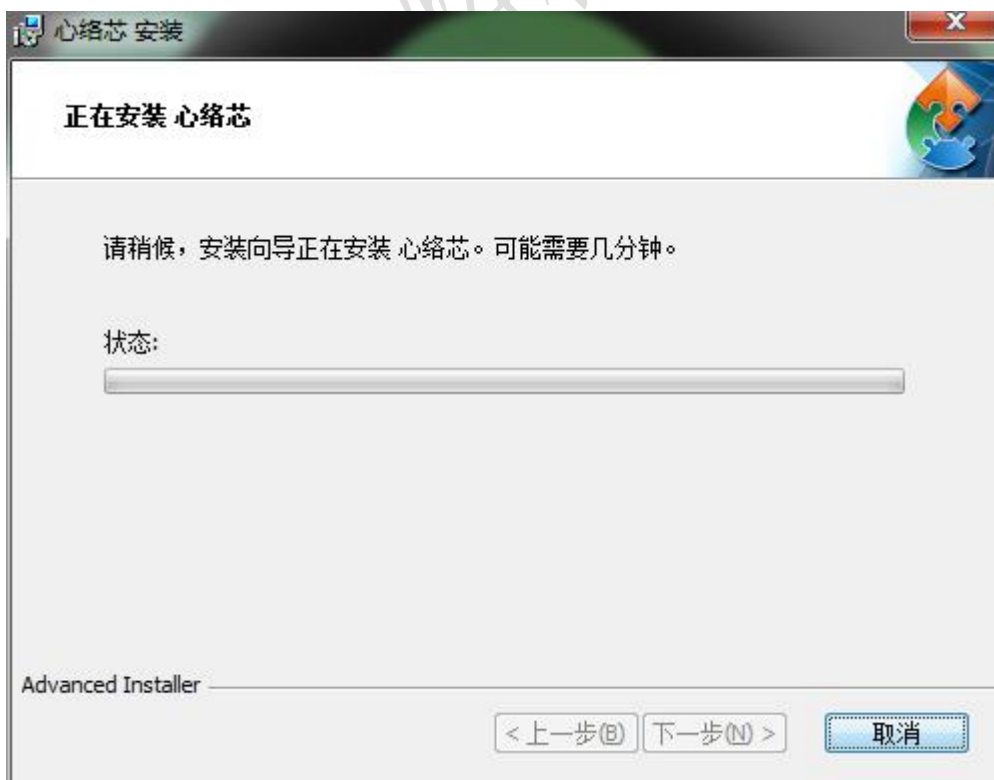 心络芯 安装
正在安装 心络芯
请稍候，安装向导正在安装 心络芯。可能需要几分钟。
状态:
Advanced Installer
< 上一步(B) 下一步(N) > 取消